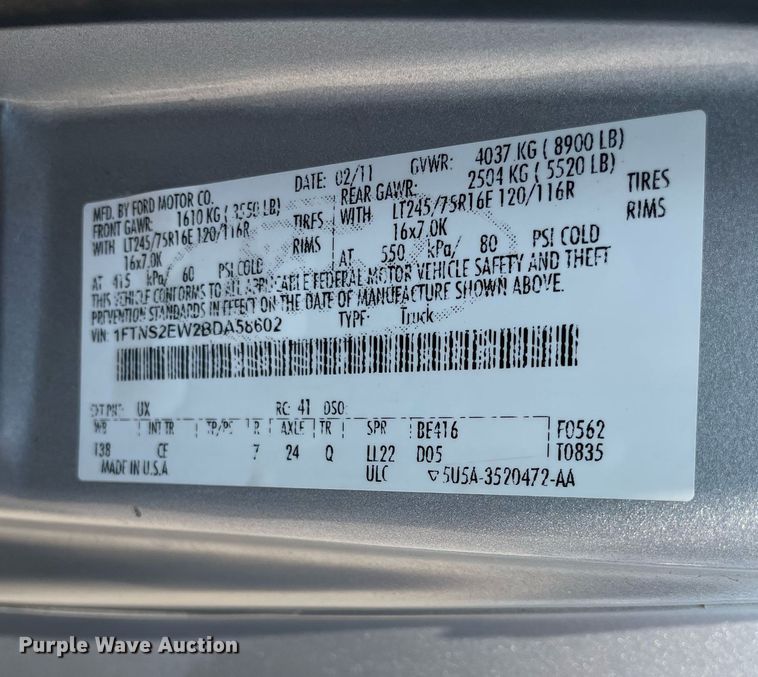 MFD. BY FORD MOTOR CO. DATE: 02/11 GVWR: 4037 KG ( 8900 LB)
FRONT GAWR: 1610 KG ( 3550 LB) REAR GAWR: 2504 KG ( 5520 LB)
WITH LT245/75R16E 120/116R TIRES WITH LT245/75R16E 120/116R TIRES
16x7.0K RIMS 16x7.0K RIMS
AT 415 kPa/ 60 PSI COLD AT 550 kPa/ 80 PSI COLD
THIS VEHICLE CONFORMS TO ALL APPLICABLE FEDERAL MOTOR VEHICLE SAFETY AND THEFT
PREVENTION STANDARDS IN EFFECT ON THE DATE OF MANUFACTURE SHOWN ABOVE.
VIN: 1FTNS2EW2BDA58602 TYPE: Truck
EXT PNT: UX RC: 41 DSO:
WB INT TR TP/PS R AXLE TR SPR BE416 F0562
138 CE 7 24 Q LL22 D05 T0835
MADE IN U.S.A ULC ▽5U5A-3520472-AA
Purple Wave Auction